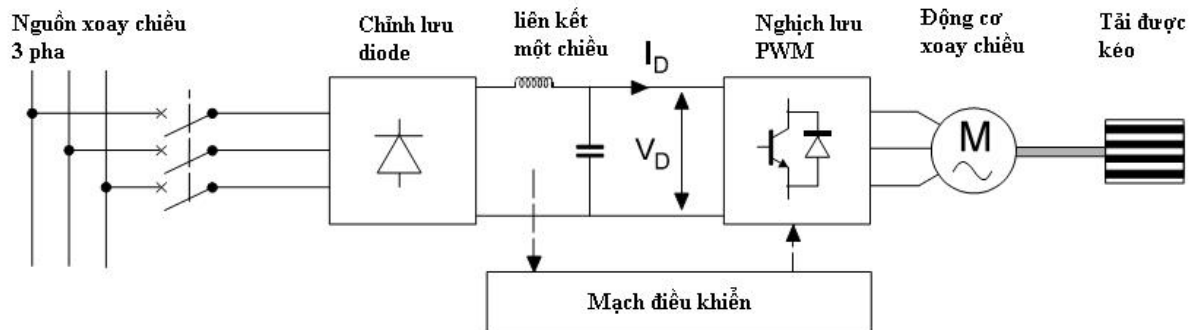 Nguồn xoay chiều
3 pha
Chỉnh lưu
diode
liên kết
một chiều
Nghịch lưu
PWM
Động cơ
xoay chiều
Tải được
kéo
I_D
V_D
M
Mạch điều khiển